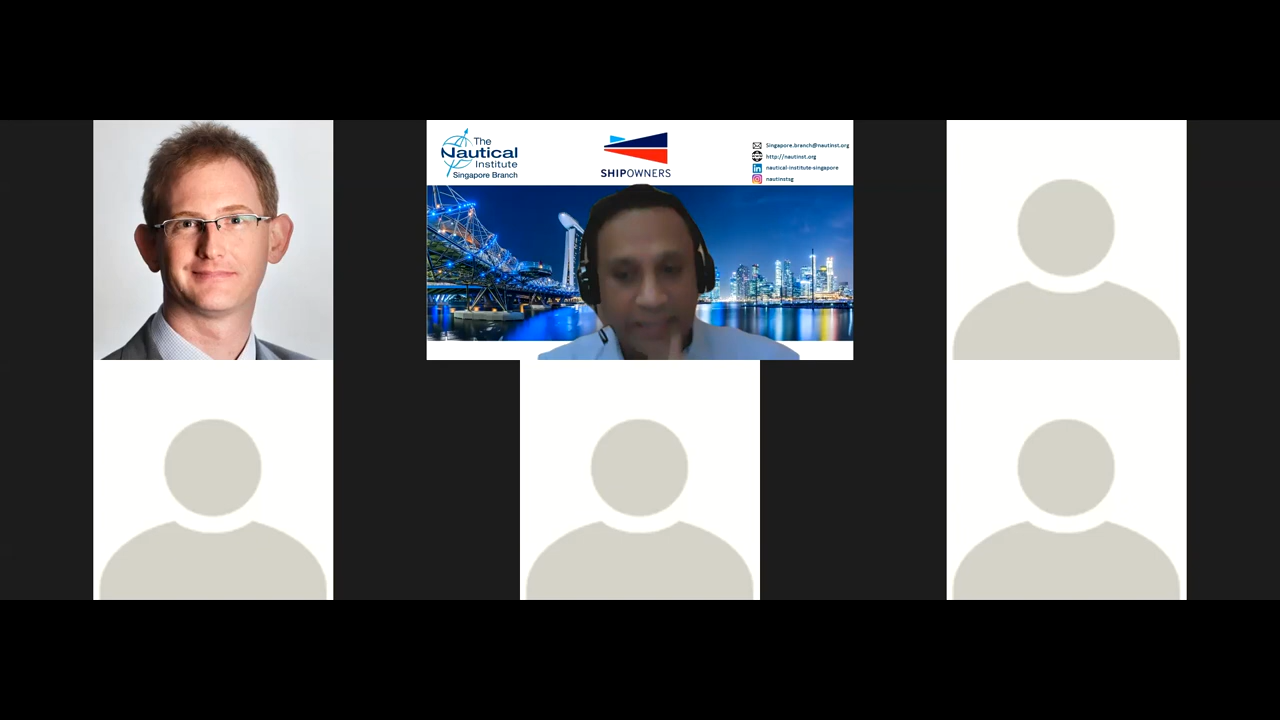 The
Nautical
Institute
Singapore Branch
SHIPOWNERS
Singapore.branch@nautinst.org
http://nautinst.org
nautical-institute-singapore
nautinstsg